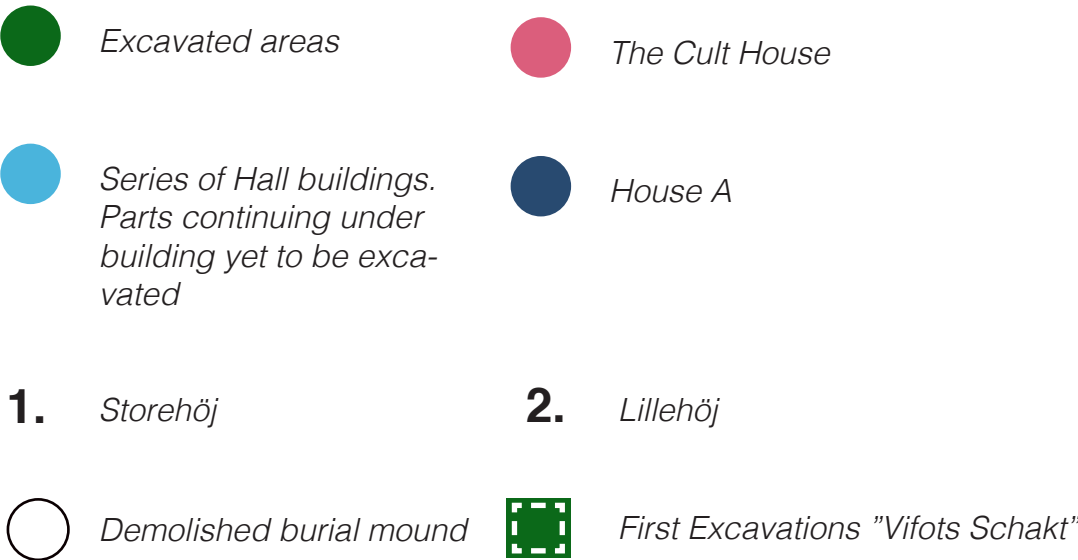 Excavated areas
The Cult House
Series of Hall buildings.
Parts continuing under
building yet to be exca-
vated
House A
1. Storehöj
2. Lillehöj
Demolished burial mound
First Excavations ”Vifots Schakt”